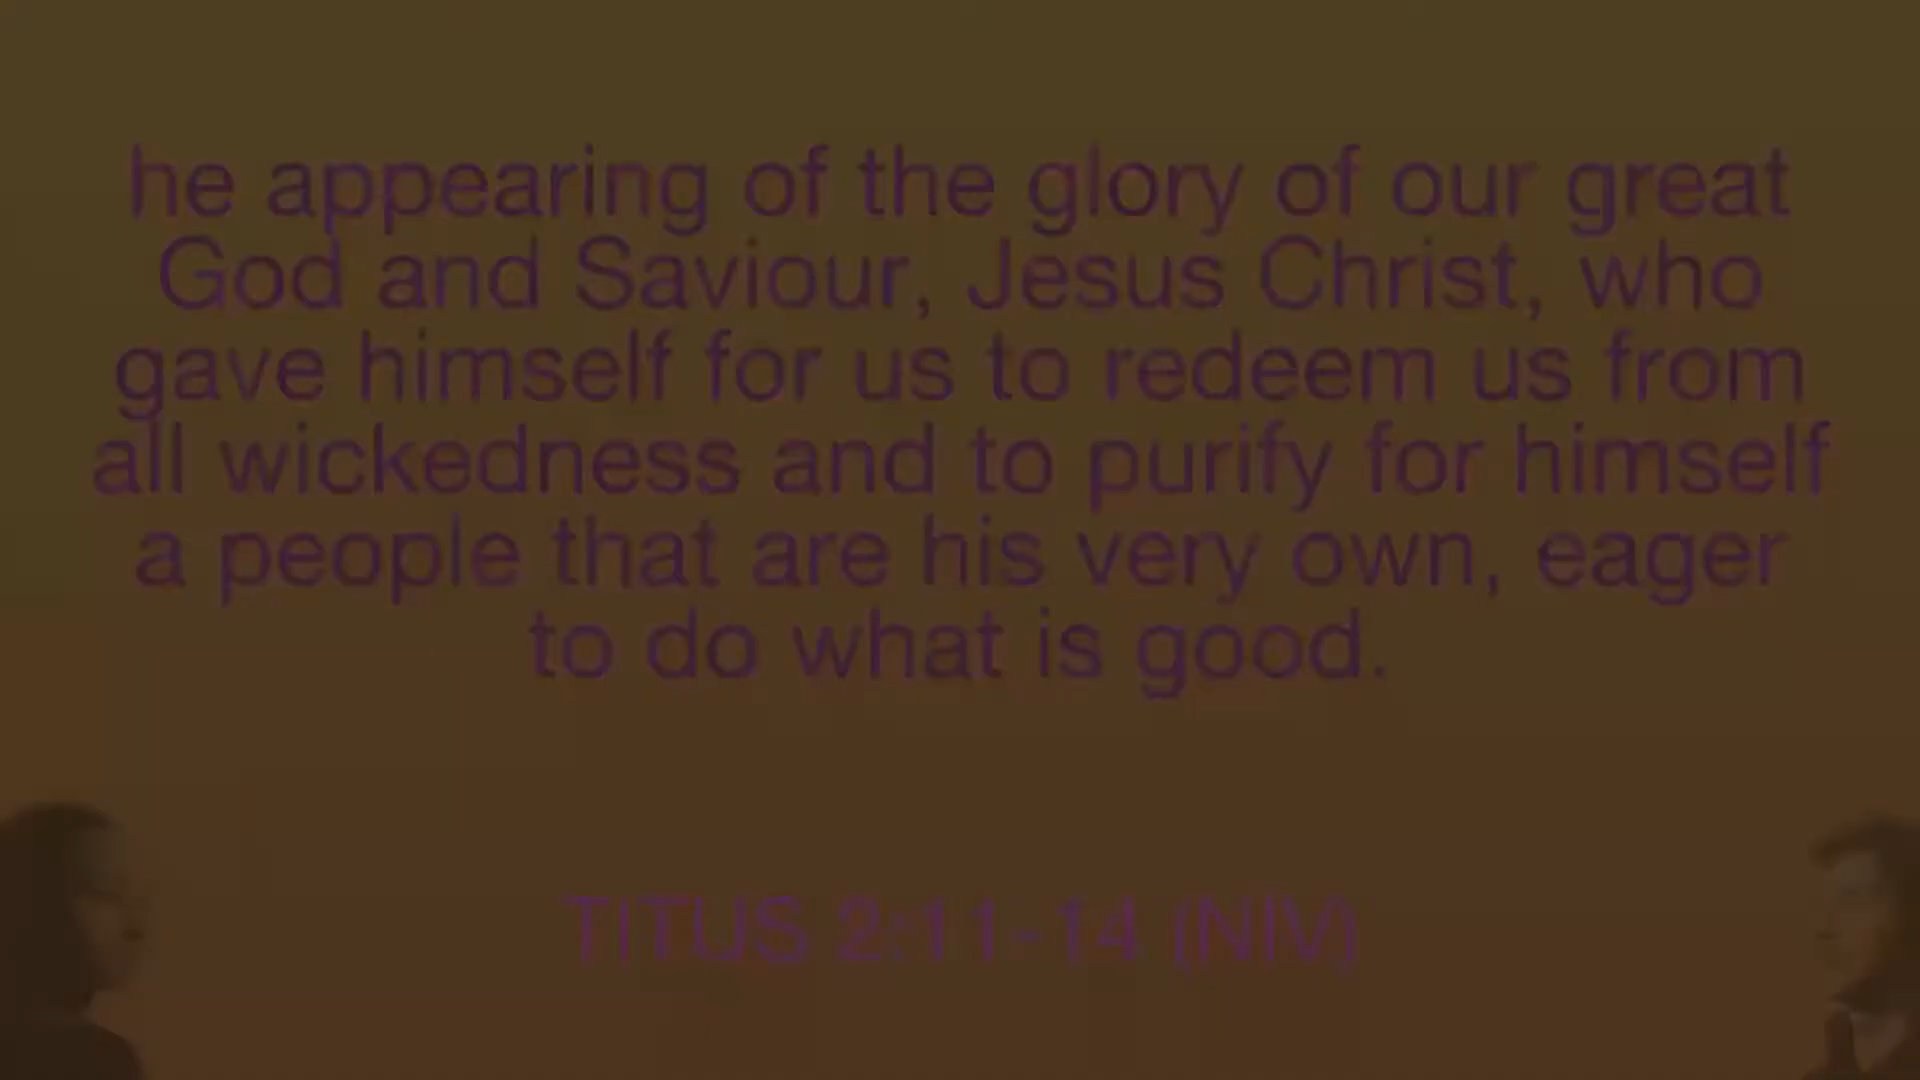 he appearing of the glory of our great
God and Saviour, Jesus Christ, who
gave himself for us to redeem us from
all wickedness and to purify for himself
a people that are his very own, eager
to do what is good.
TITUS 2:11-14 (NIV)